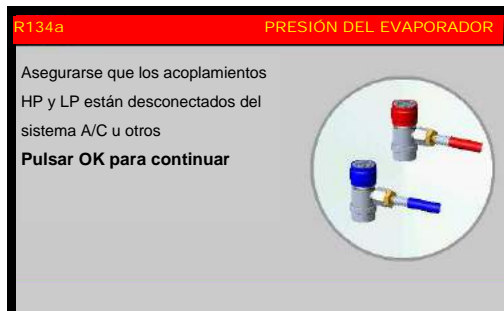 R134a PRESIÓN DEL EVAPORADOR
Asegurarse que los acoplamientos
HP y LP están desconectados del
sistema A/C u otros
Pulsar OK para continuar